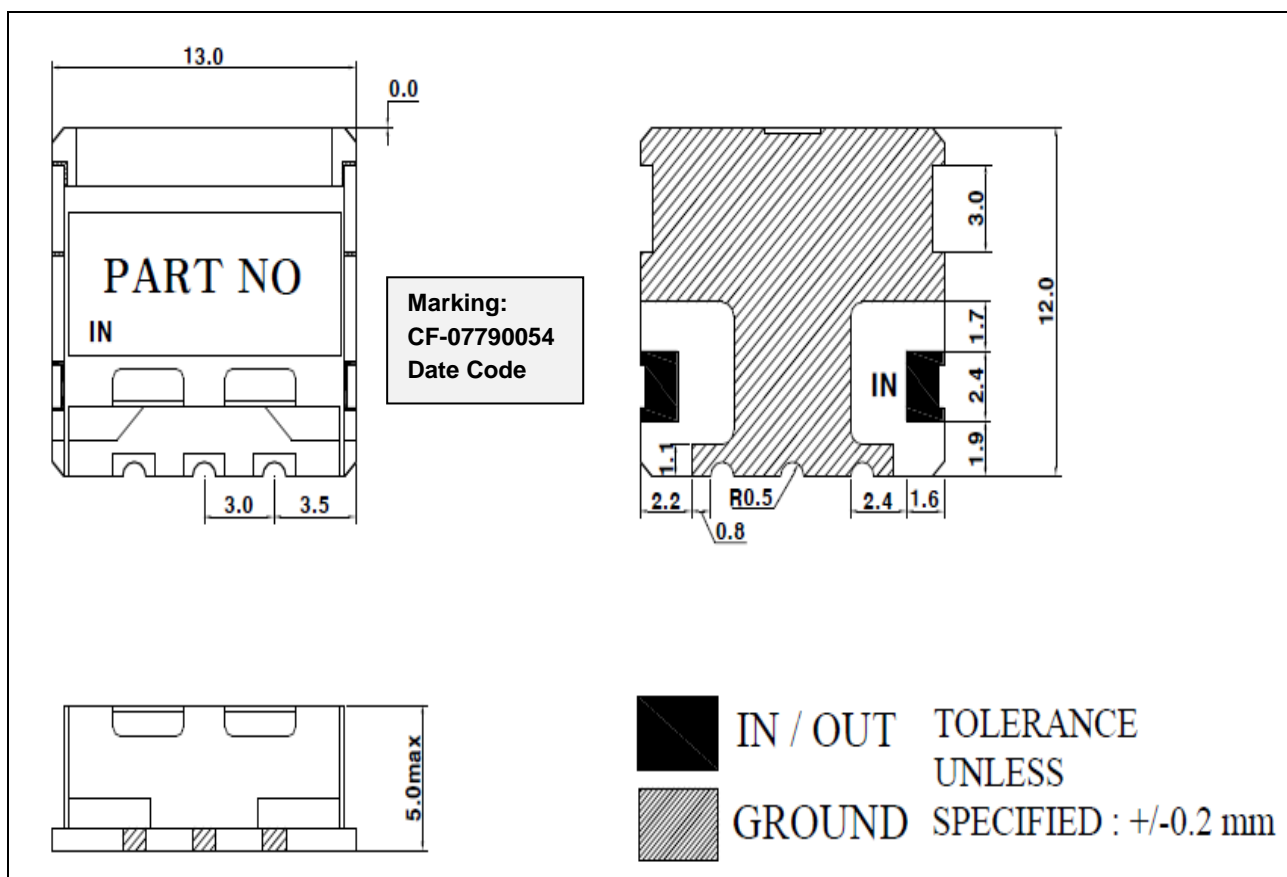 13.0
0.0
PART NO
IN
3.0
3.5
Marking:
CF-07790054
Date Code
3.0
12.0
1.7
IN
2.4
1.9
1.1
2.2
R0.5
2.4
1.6
0.8
5.0max
IN / OUT
GROUND
TOLERANCE
UNLESS
SPECIFIED : +/-0.2 mm